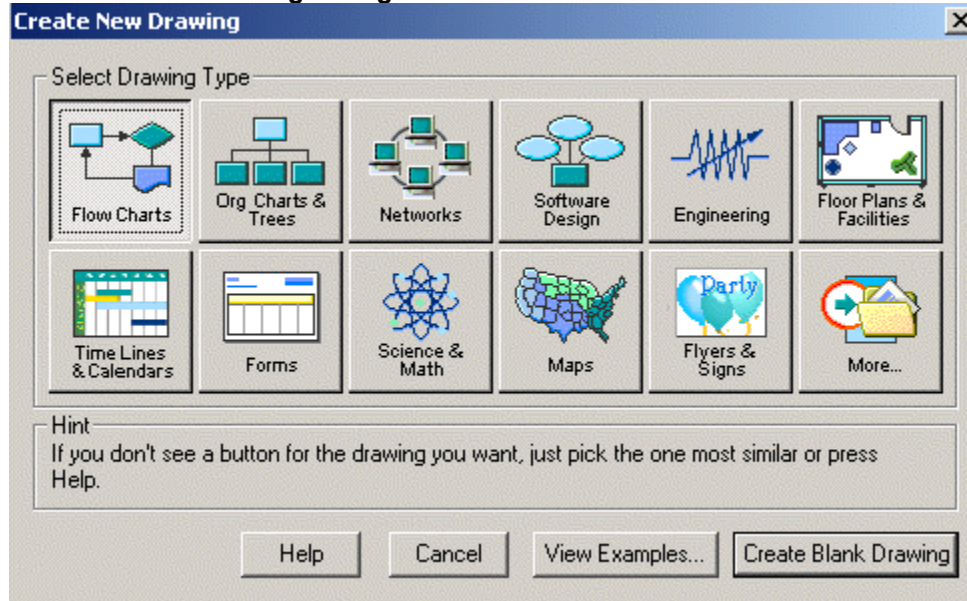 Create New Drawing
Select Drawing Type
Flow Charts
Org Charts &
Trees
Networks
Software
Design
Engineering
Floor Plans &
Facilities
Time Lines
& Calendars
Forms
Science &
Math
Maps
Party
Flyers &
Signs
More...
Hint
If you don't see a button for the drawing you want, just pick the one most similar or press
Help.
Help
Cancel
View Examples...
Create Blank Drawing